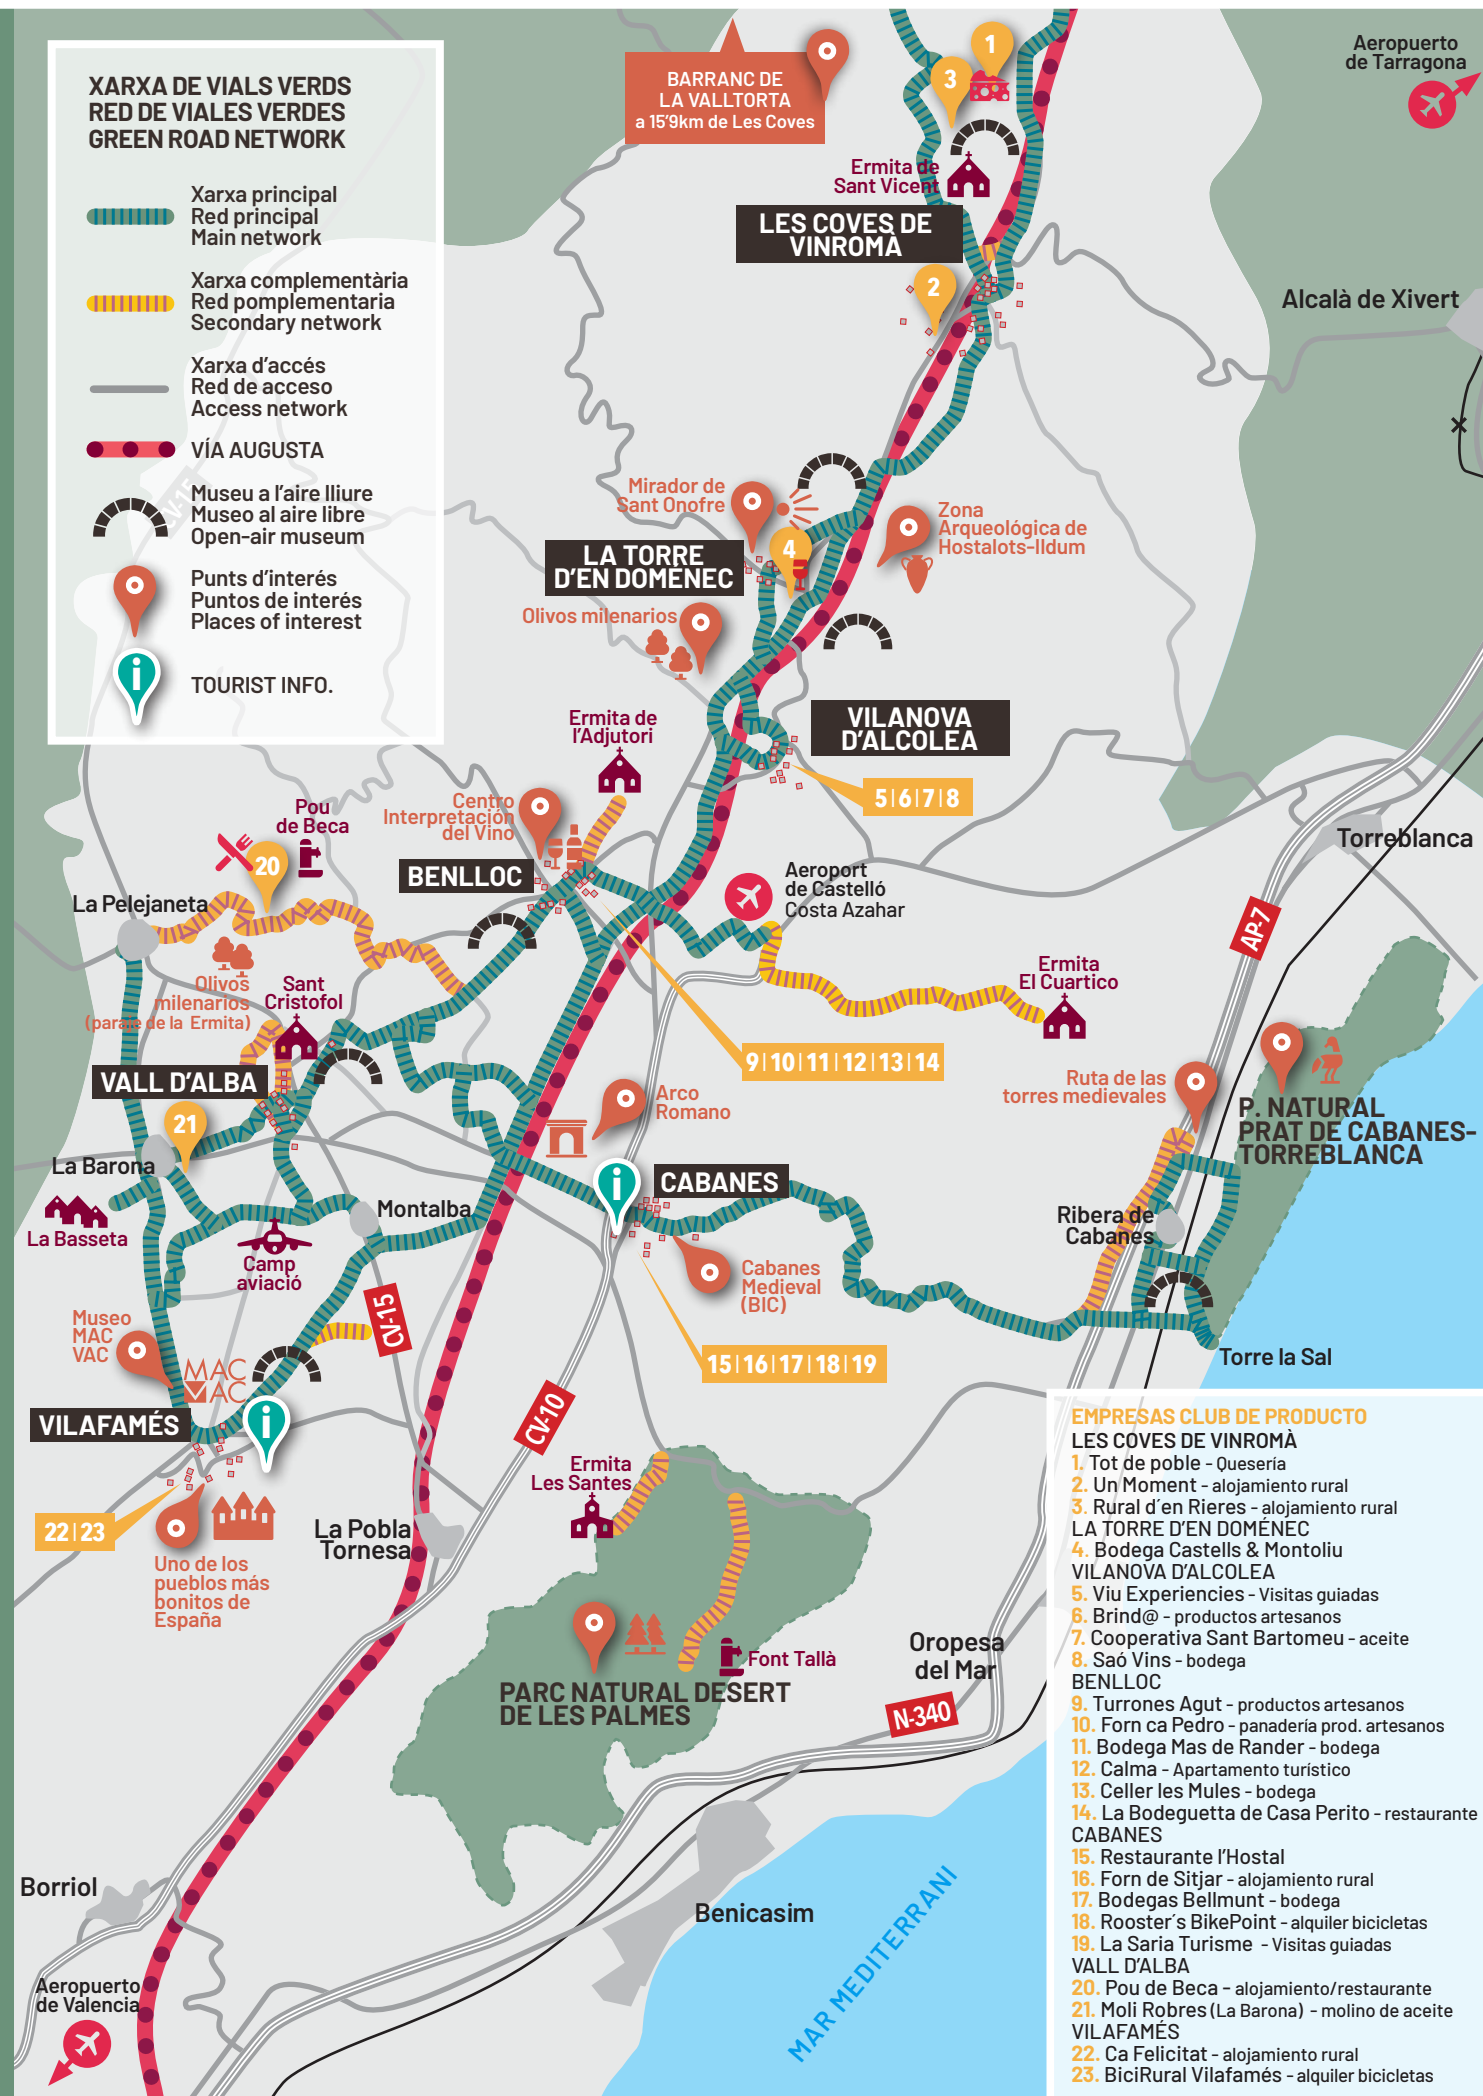 XARXA DE VIALS VERDS
RED DE VIALES VERDES
GREEN ROAD NETWORK
Xarxa principal
Red principal
Main network
Xarxa complementària
Red pomplementaria
Secondary network
Xarxa d'accés
Red de acceso
Access network
VÍA AUGUSTA
CV-15
Museu a l'aire lliure
Museo al aire libre
Open-air museum
Punts d'interés
Puntos de interés
Places of interest
i
TOURIST INFO.
BARRANC DE
LA VALLTORTA
a 15'9km de Les Coves
1
3
Aeropuerto
de Tarragona
Ermita de
Sant Vicent
LES COVES DE
VINROMÀ
2
Alcalà de Xivert
Mirador de
Sant Onofre
4
Zona
Arqueológica de
Hostalots-Ildum
LA TORRE
D'EN DOMÉNEC
Olivos milenarios
VILANOVA
D'ALCOLEA
5|6|7|8
Ermita de
l'Adjutori
Centro
Interpretación
del Vino
Pou
de Beca
20
BENLLOC
Torreblanca
Aeroport
de Castelló
Costa Azahar
La Pelejaneta
AP-7
Olivos
milenarios
(paraje de la Ermita)
Sant
Cristofol
Ermita
El Cuartico
9|10|11|12|13|14
VALL D'ALBA
21
Arco
Romano
Ruta de las
torres medievales
P. NATURAL
PRAT DE CABANES-
TORREBLANCA
La Barona
i
CABANES
La Basseta
Montalba
Ribera de
Cabanes
Camp
aviació
Cabanes
Medieval
(BIC)
CV-15
Museo
MAC
VAC
MAC
VAC
15|16|17|18|19
Torre la Sal
VILAFAMÉS
i
CV-10
22|23
Uno de los
pueblos más
bonitos de
España
La Pobla
Tornesa
Ermita
Les Santes
Font Tallà
PARC NATURAL DESERT
DE LES PALMES
Oropesa
del Mar
N-340
Borriol
Benicasim
MAR MEDITERRANI
Aeropuerto
de Valencia
EMPRESAS CLUB DE PRODUCTO
LES COVES DE VINROMÀ
1. Tot de poble - Quesería
2. Un Moment - alojamiento rural
3. Rural d´en Rieres - alojamiento rural
LA TORRE D'EN DOMÉNEC
4. Bodega Castells & Montoliu
VILANOVA D'ALCOLEA
5. Viu Experiencies - Visitas guiadas
6. Brind@ - productos artesanos
7. Cooperativa Sant Bartomeu - aceite
8. Saó Vins - bodega
BENLLOC
9. Turrones Agut - productos artesanos
10. Forn ca Pedro - panadería prod. artesanos
11. Bodega Mas de Rander - bodega
12. Calma - Apartamento turístico
13. Celler les Mules - bodega
14. La Bodeguetta de Casa Perito - restaurante
CABANES
15. Restaurante l'Hostal
16. Forn de Sitjar - alojamiento rural
17. Bodegas Bellmunt - bodega
18. Rooster´s BikePoint - alquiler bicicletas
19. La Saria Turisme - Visitas guiadas
VALL D'ALBA
20. Pou de Beca - alojamiento/restaurante
21. Moli Robres (La Barona) - molino de aceite
VILAFAMÉS
22. Ca Felicitat - alojamiento rural
23. BiciRural Vilafamés - alquiler bicicletas